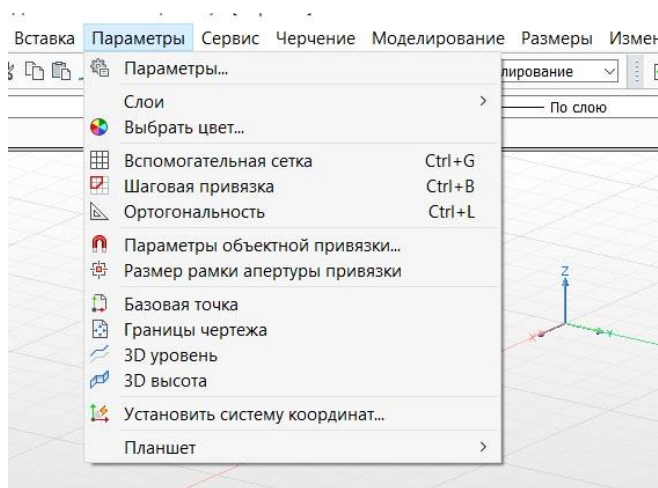 Вставка Параметры Сервис Черчение Моделирование Размеры Измен
Параметры... лирование
Слои > По слою
Выбрать цвет...
Вспомогательная сетка Ctrl+G
Шаговая привязка Ctrl+B
Ортогональность Ctrl+L
Параметры объектной привязки...
Размер рамки апертуры привязки
Z
Базовая точка
Границы чертежа
X Y
3D уровень
3D высота
Установить систему координат...
Планшет >